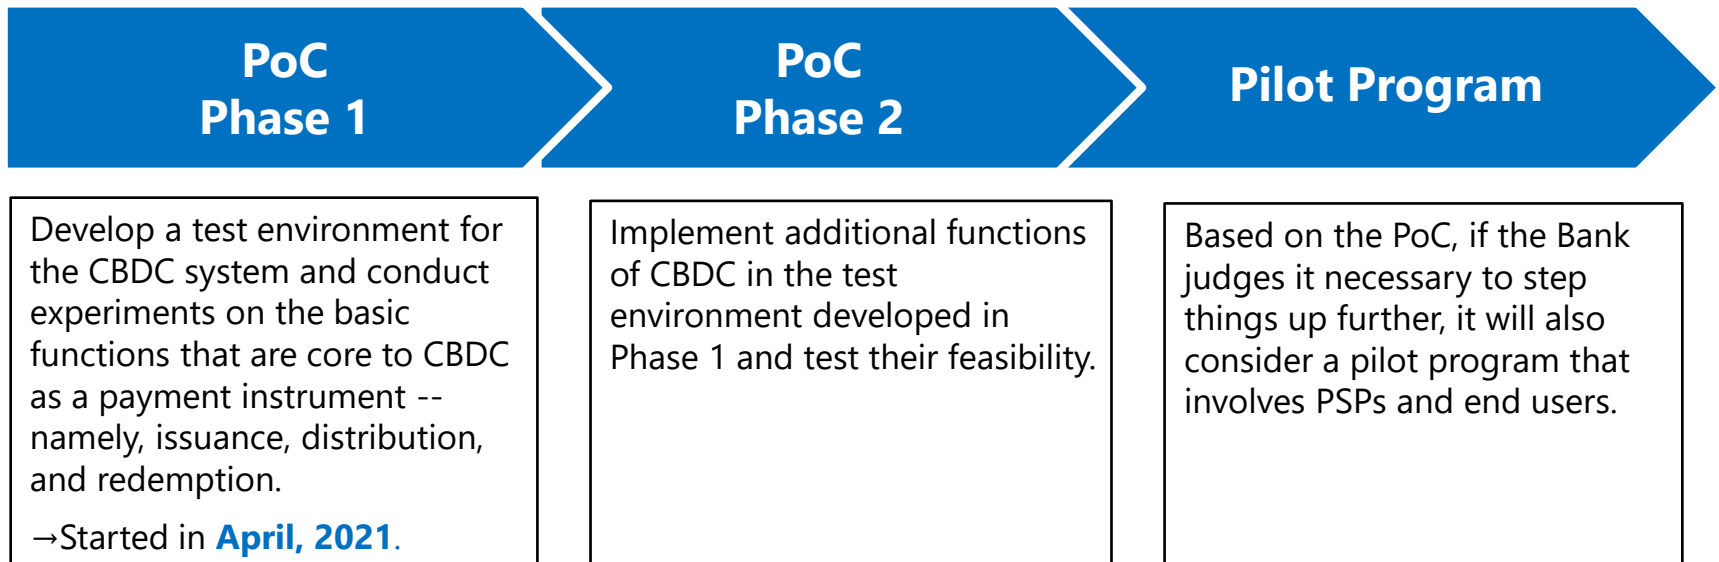 PoC
Phase 1
PoC
Phase 2
Pilot Program
Develop a test environment for
the CBDC system and conduct
experiments on the basic
functions that are core to CBDC
as a payment instrument --
namely, issuance, distribution,
and redemption.
→Started in April, 2021.
Implement additional functions
of CBDC in the test
environment developed in
Phase 1 and test their feasibility.
Based on the PoC, if the Bank
judges it necessary to step
things up further, it will also
consider a pilot program that
involves PSPs and end users.